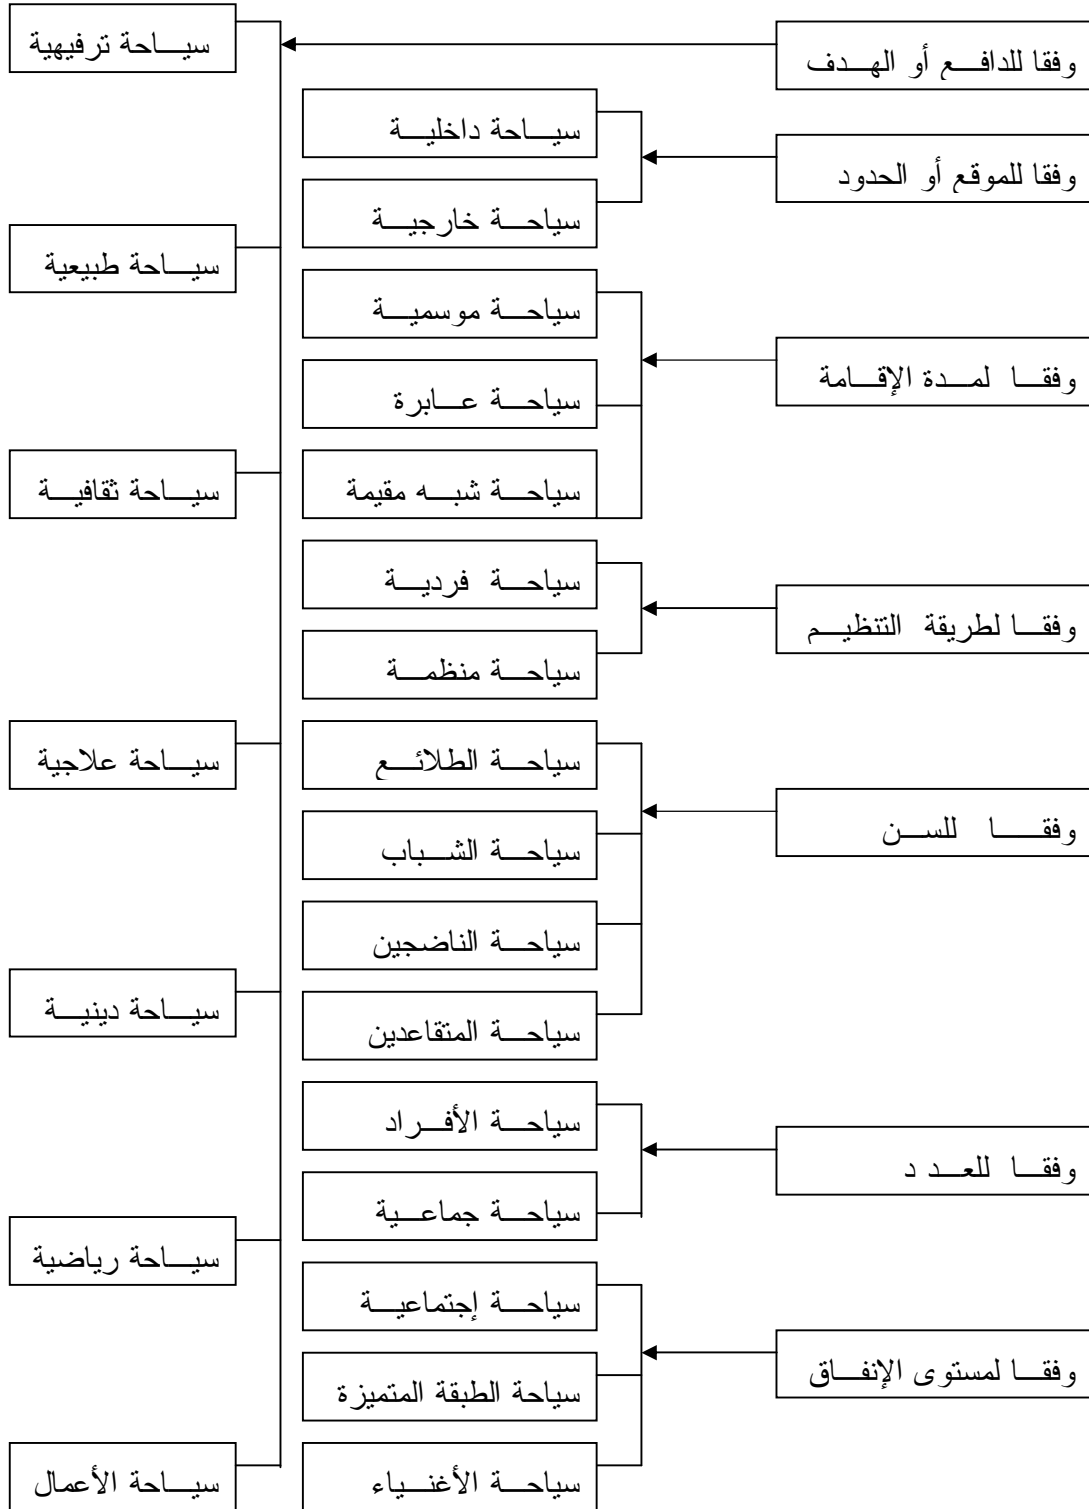 وفقا للدافع أو الهدف
سياحة ترفيهية
سياحة طبيعية
سياحة ثقافية
سياحة علاجية
سياحة دينية
سياحة رياضية
سياحة الأعمال
وفقا للموقع أو الحدود
سياحة داخلية
سياحة خارجية
وفقا لمدة الإقامة
سياحة موسمية
سياحة عابرة
سياحة شبه مقيمة
وفقا لطريقة التنظيم
سياحة فردية
سياحة منظمة
وفقا للسن
سياحة الطلائع
سياحة الشباب
سياحة الناضجين
سياحة المتقاعدين
وفقا للعدد
سياحة الأفراد
سياحة جماعية
وفقا لمستوى الإنفاق
سياحة إجتماعية
سياحة الطبقة المتميزة
سياحة الأغنياء